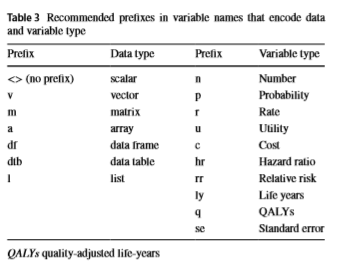 Table 3 Recommended prefixes in variable names that encode data
and variable type
Prefix Data type Prefix Variable type
<> (no prefix) scalar n Number
v vector p Probability
m matrix r Rate
a array u Utility
df data frame c Cost
dtb data table hr Hazard ratio
l list rr Relative risk
ly Life years
q QALYs
se Standard error
QALYs quality-adjusted life-years